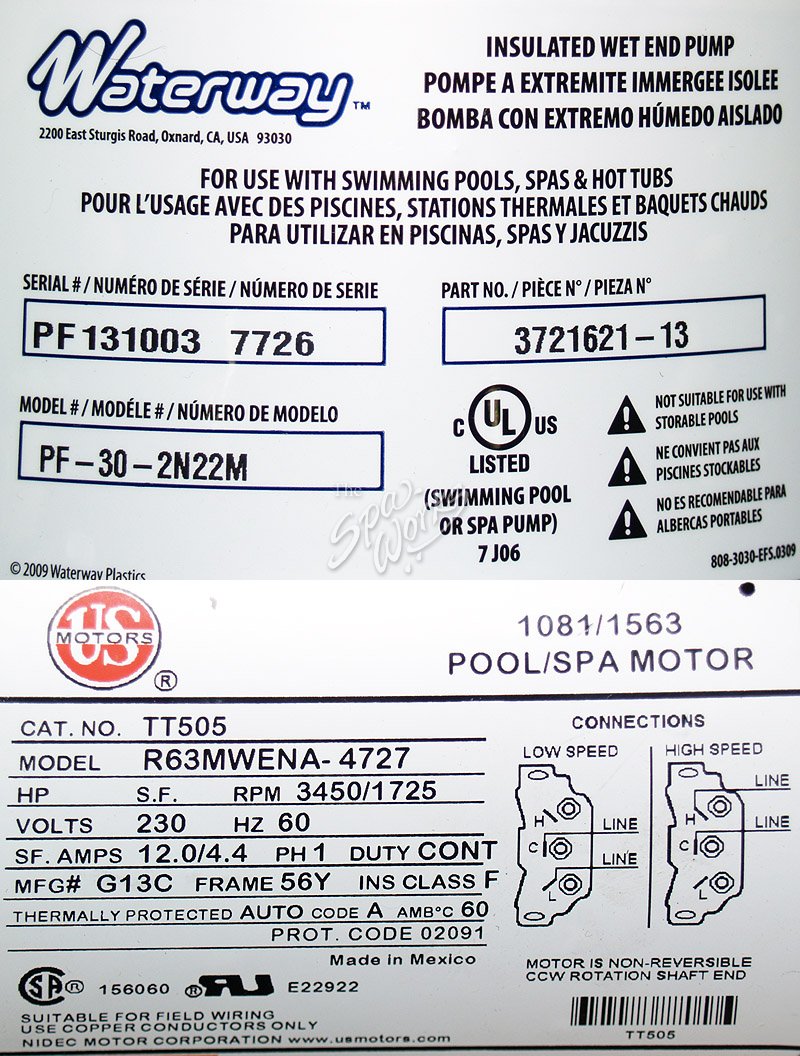 Waterway™
2200 East Sturgis Road, Oxnard, CA, USA 93030
INSULATED WET END PUMP
POMPE A EXTREMITE IMMERGEE ISOLEE
BOMBA CON EXTREMO HÚMEDO AISLADO
FOR USE WITH SWIMMING POOLS, SPAS & HOT TUBS
POUR L'USAGE AVEC DES PISCINES, STATIONS THERMALES ET BAQUETS CHAUDS
PARA UTILIZAR EN PISCINAS, SPAS Y JACUZZIS
SERIAL # / NUMÉRO DE SÉRIE / NÚMERO DE SERIE
PF131003 7726
PART NO. / PIÈCE N° / PIEZA N°
3721621-13
MODEL # / MODÉLE # / NÚMERO DE MODELO
PF-30-2N22M
C UL US
LISTED
(SWIMMING POOL
OR SPA PUMP)
7 J06
NOT SUITABLE FOR USE WITH
STORABLE POOLS
NE CONVIENT PAS AUX
PISCINES STOCKABLES
NO ES RECOMENDABLE PARA
ALBERCAS PORTABLES
The
Spa
Works
© 2009 Waterway Plastics
808-3030-EFS.0309
US
MOTORS
®
1081/1563
POOL/SPA MOTOR
CAT. NO. TT505
MODEL R63MWENA-4727
HP S.F. RPM 3450/1725
VOLTS 230 HZ 60
SF. AMPS 12.0/4.4 PH 1 DUTY CONT
MFG# G13C FRAME 56Y INS CLASS F
THERMALLY PROTECTED AUTO CODE A AMB°C 60
PROT. CODE 02091
Made in Mexico
SA ® 156060 ® RU E22922
SUITABLE FOR FIELD WIRING
USE COPPER CONDUCTORS ONLY
NIDEC MOTOR CORPORATION www.usmotors.com
CONNECTIONS
LOW SPEED
H
LINE
C
LINE
L
HIGH SPEED
LINE
H
LINE
C
L
MOTOR IS NON-REVERSIBLE
CCW ROTATION SHAFT END
TT505